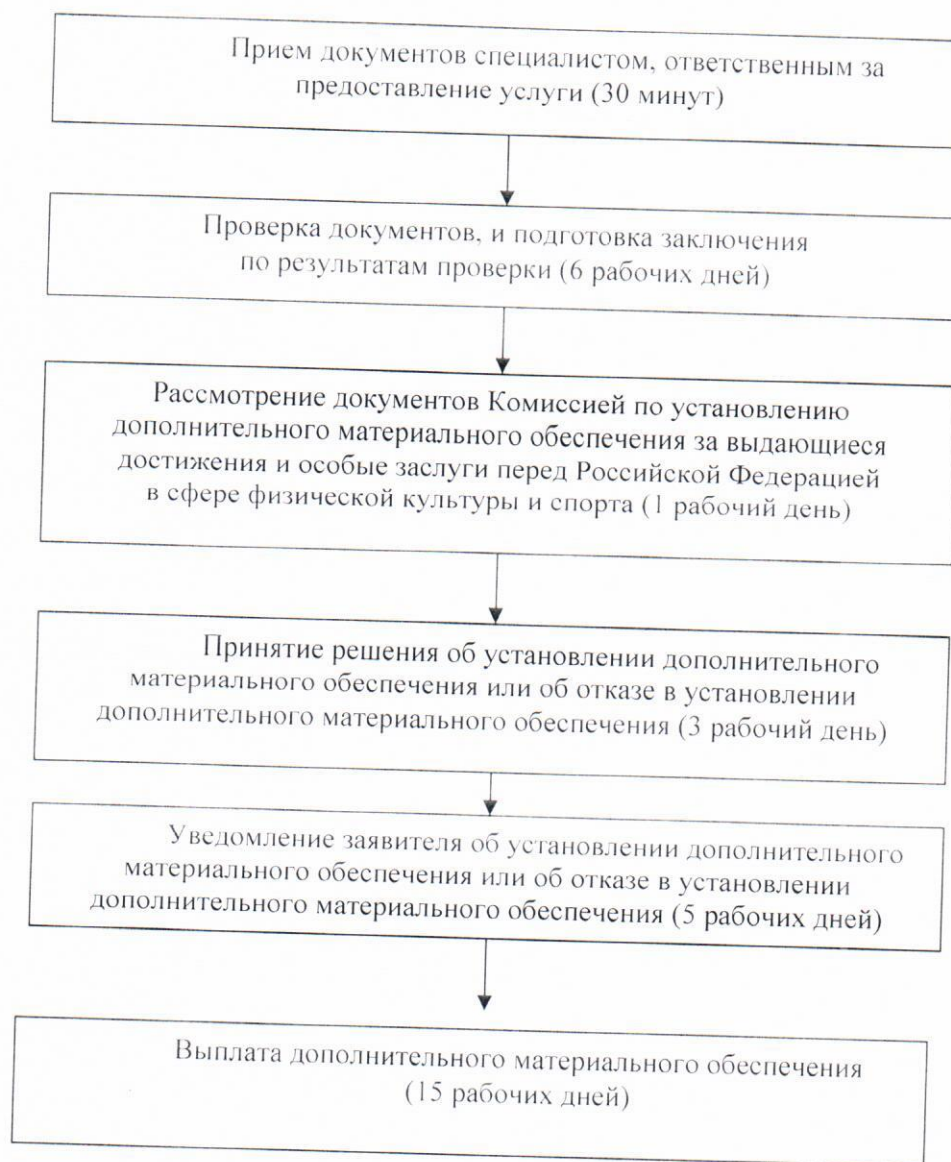 Прием документов специалистом, ответственным за
предоставление услуги (30 минут)
Проверка документов, и подготовка заключения
по результатам проверки (6 рабочих дней)
Рассмотрение документов Комиссией по установлению
дополнительного материального обеспечения за выдающиеся
достижения и особые заслуги перед Российской Федерацией
в сфере физической культуры и спорта (1 рабочий день)
Принятие решения об установлении дополнительного
материального обеспечения или об отказе в установлении
дополнительного материального обеспечения (3 рабочий день)
Уведомление заявителя об установлении дополнительного
материального обеспечения или об отказе в установлении
дополнительного материального обеспечения (5 рабочих дней)
Выплата дополнительного материального обеспечения
(15 рабочих дней)